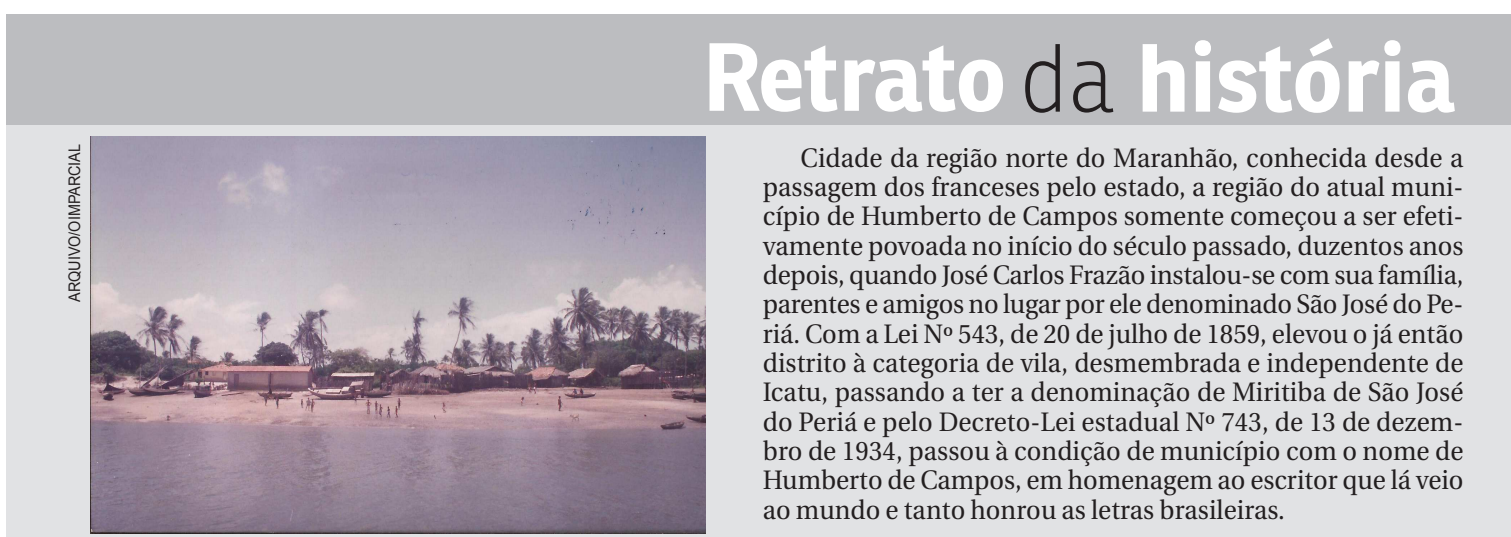 Retrato da história
ARQUIVO/OIMPARCIAL
Cidade da região norte do Maranhão, conhecida desde a
passagem dos franceses pelo estado, a região do atual muni-
cípio de Humberto de Campos somente começou a ser efeti-
vamente povoada no início do século passado, duzentos anos
depois, quando José Carlos Frazão instalou-se com sua família,
parentes e amigos no lugar por ele denominado São José do Pe-
riá. Com a Lei Nº 543, de 20 de julho de 1859, elevou o já então
distrito à categoria de vila, desmembrada e independente de
Icatu, passando a ter a denominação de Miritiba de São José
do Periá e pelo Decreto-Lei estadual Nº 743, de 13 de dezem-
bro de 1934, passou à condição de município com o nome de
Humberto de Campos, em homenagem ao escritor que lá veio
ao mundo e tanto honrou as letras brasileiras.